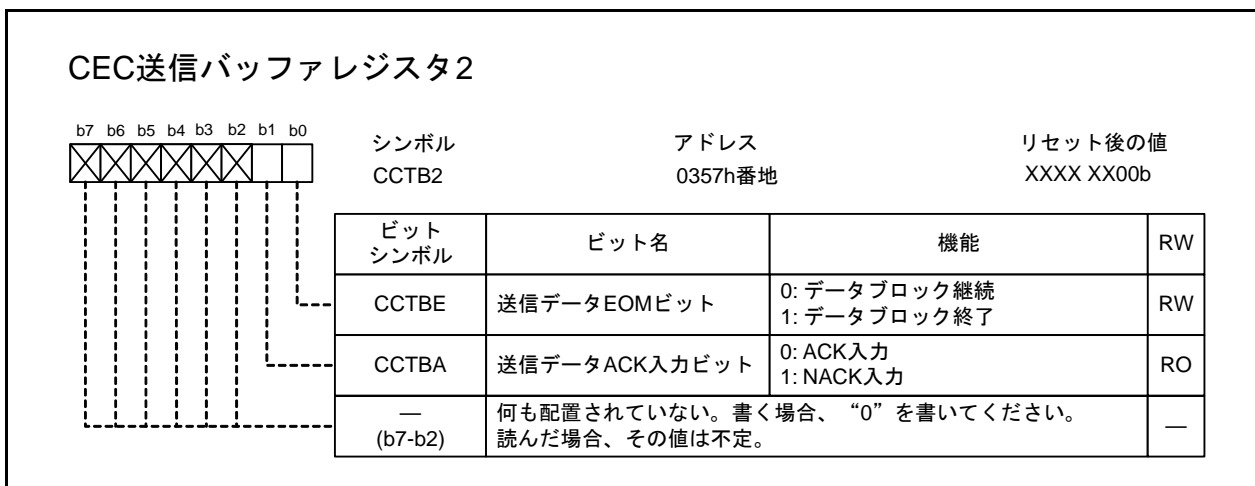 CEC送信バッファレジスタ2
b7 b6 b5 b4 b3 b2 b1 b0
シンボル アドレス リセット後の値
CCTB2 0357h番地 XXXX XX00b
ビット
シンボル ビット名 機能 RW
CCTBE 送信データEOMビット 0: データブロック継続
1: データブロック終了 RW
CCTBA 送信データACK入力ビット 0: ACK入力
1: NACK入力 RO
—
(b7-b2) 何も配置されていない。書く場合、“0”を書いてください。
読んだ場合、その値は不定。 —